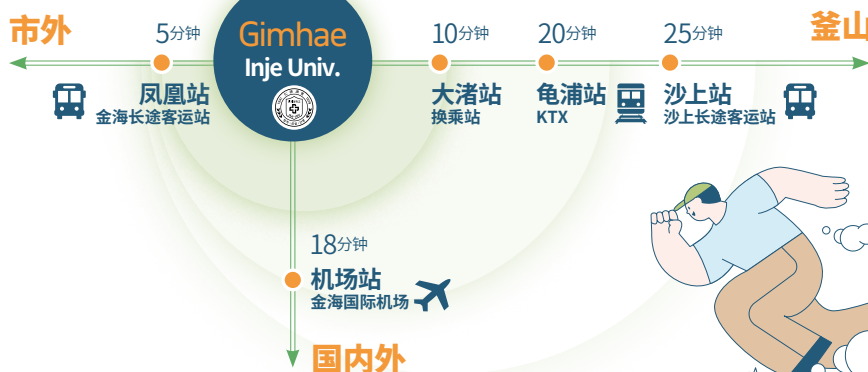 市外
釜山
5分钟
Gimhae
Inje Univ.
10分钟
20分钟
25分钟
凤凰站
金海长途客运站
大渚站
换乘站
龟浦站
KTX
沙上站
沙上长途客运站
18分钟
机场站
金海国际机场
国内外